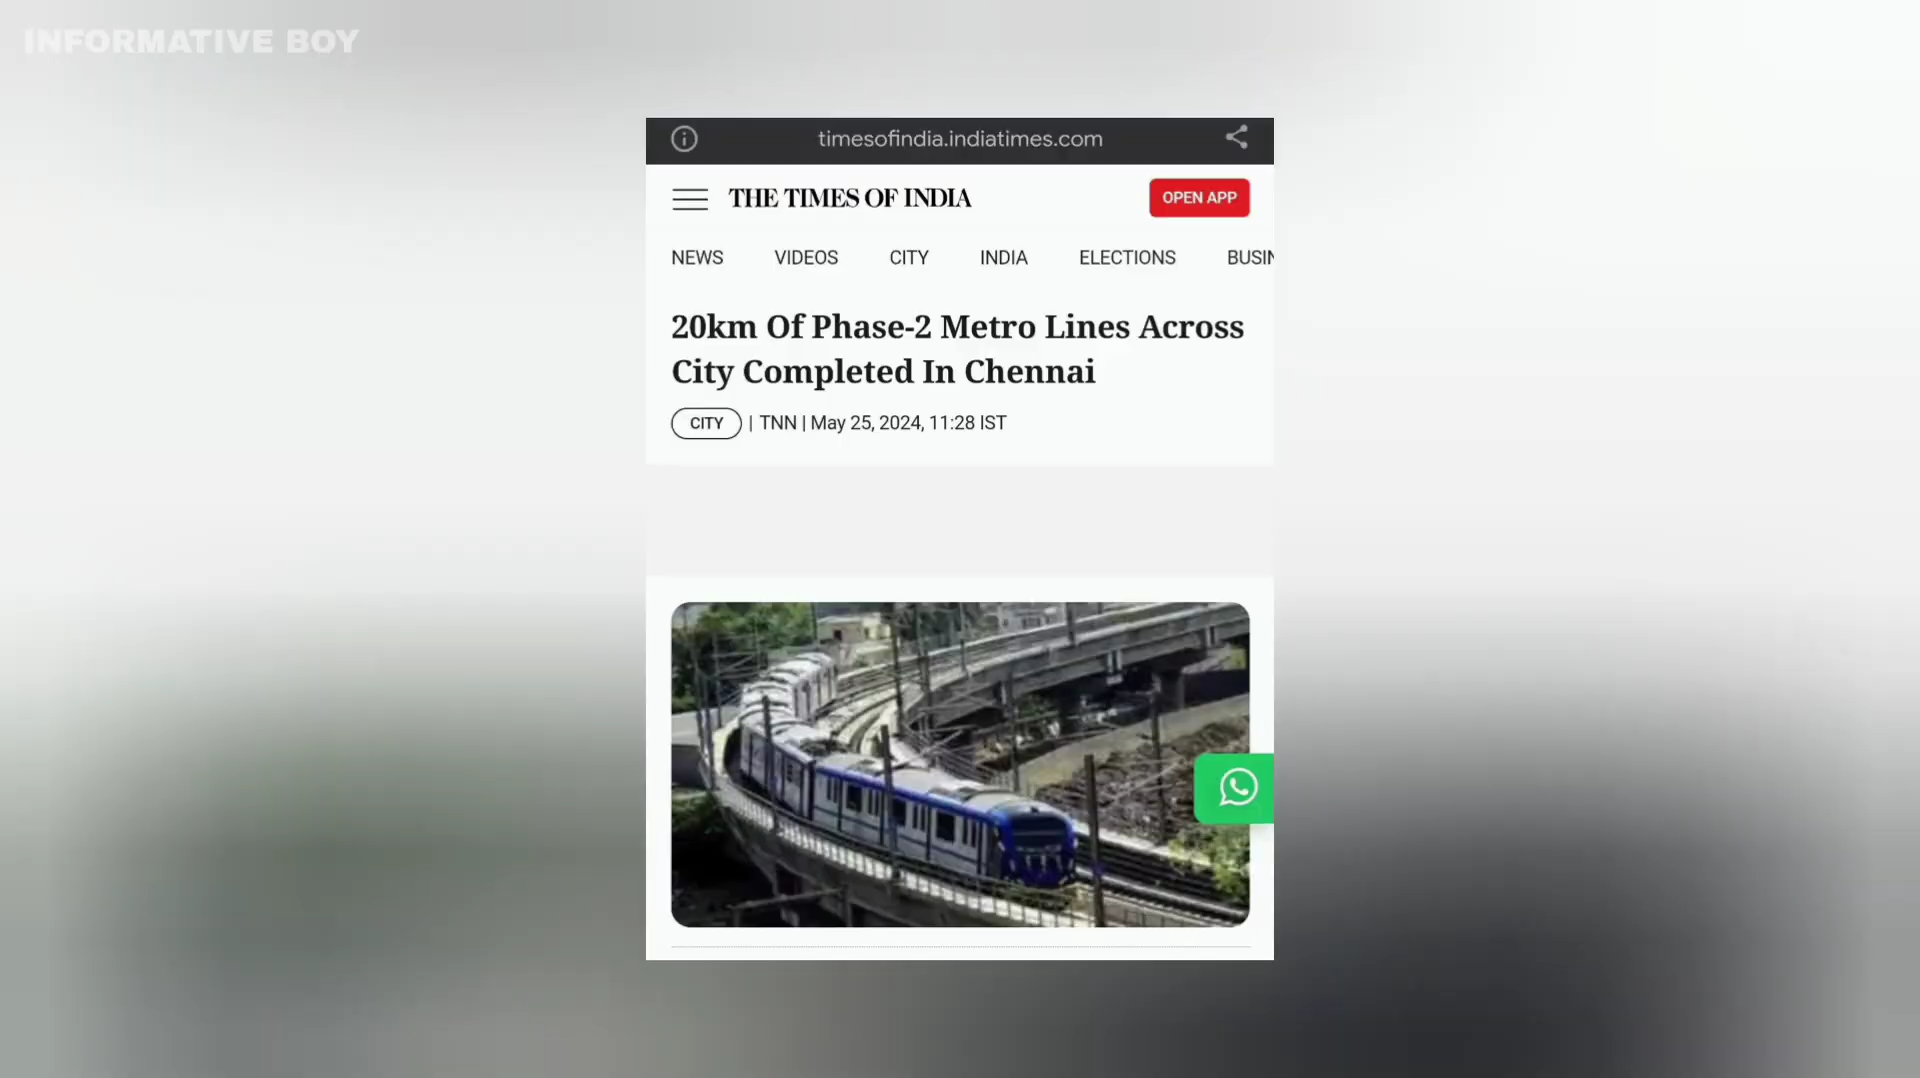 INFORMATIVE BOY
timesofindia.indiatimes.com
THE TIMES OF INDIA
OPEN APP
NEWS VIDEOS CITY INDIA ELECTIONS BUSIN
20km Of Phase-2 Metro Lines Across
City Completed In Chennai
CITY | TNN | May 25, 2024, 11:28 IST